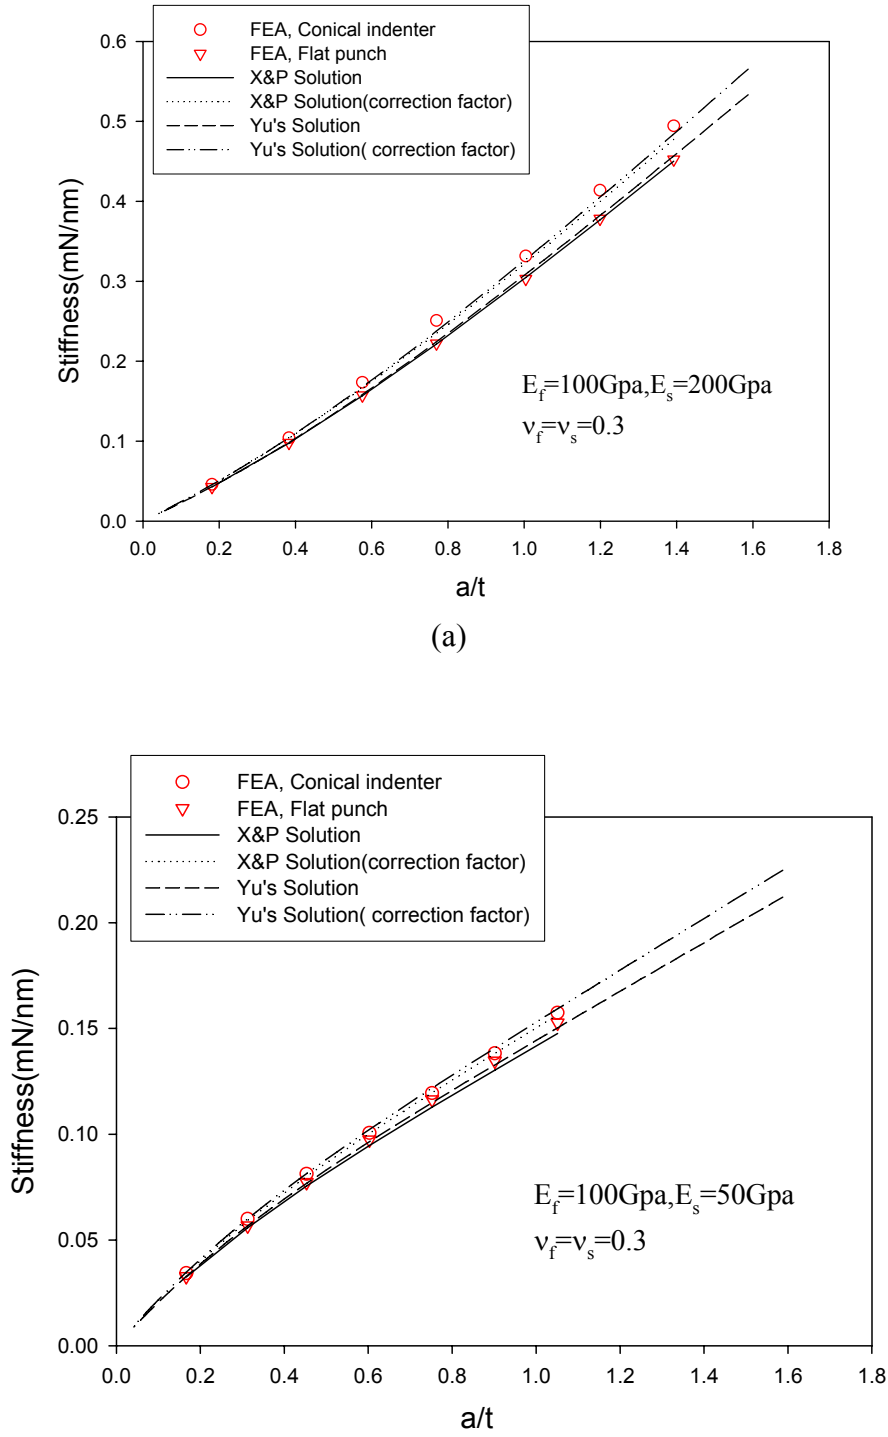 FEA, Conical indenter
FEA, Flat punch
X&P Solution
X&P Solution(correction factor)
Yu's Solution
Yu's Solution( correction factor)
0.6
0.5
0.4
0.3
0.2
0.1
0.0
Stiffness(mN/nm)
E_f=100Gpa,E_s=200Gpa
ν_f=ν_s=0.3
0.0 0.2 0.4 0.6 0.8 1.0 1.2 1.4 1.6 1.8
a/t
(a)
FEA, Conical indenter
FEA, Flat punch
X&P Solution
X&P Solution(correction factor)
Yu's Solution
Yu's Solution( correction factor)
0.25
0.20
0.15
0.10
0.05
0.00
Stiffness(mN/nm)
E_f=100Gpa,E_s=50Gpa
ν_f=ν_s=0.3
0.0 0.2 0.4 0.6 0.8 1.0 1.2 1.4 1.6 1.8
a/t